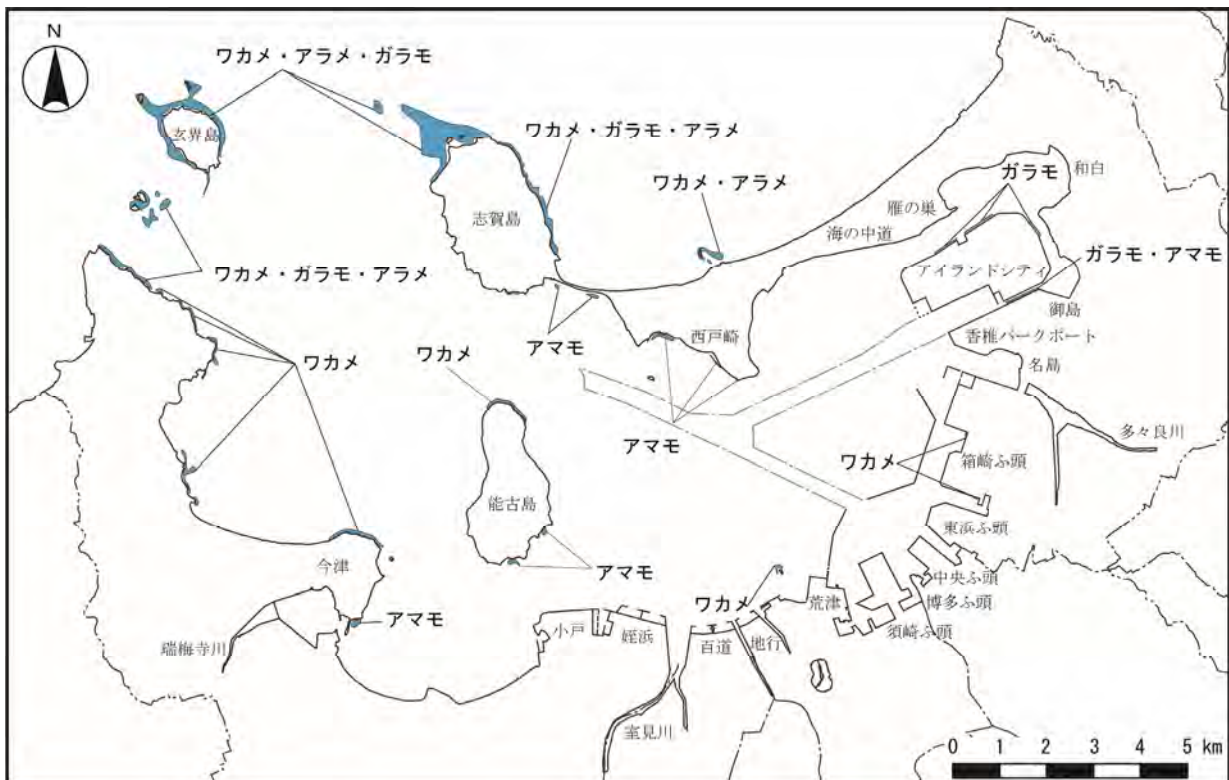 N
ワカメ・アラメ・ガラモ
玄界島
ワカメ・ガラモ・アラメ
志賀島
ワカメ・アラメ
ガラモ
和白
雁の巣
海の中道
ガラモ・アマモ
アイランドシティ
御島
ワカメ・ガラモ・アラメ
アマモ
西戸崎
香椎パークポート
名島
ワカメ
ワカメ
アマモ
多々良川
ワカメ
箱崎ふ頭
能古島
東浜ふ頭
今津
アマモ
中央ふ頭
アマモ
ワカメ
荒津
博多ふ頭
小戸
姪浜
百道
地行
須崎ふ頭
瑞梅寺川
室見川
0 1 2 3 4 5 km